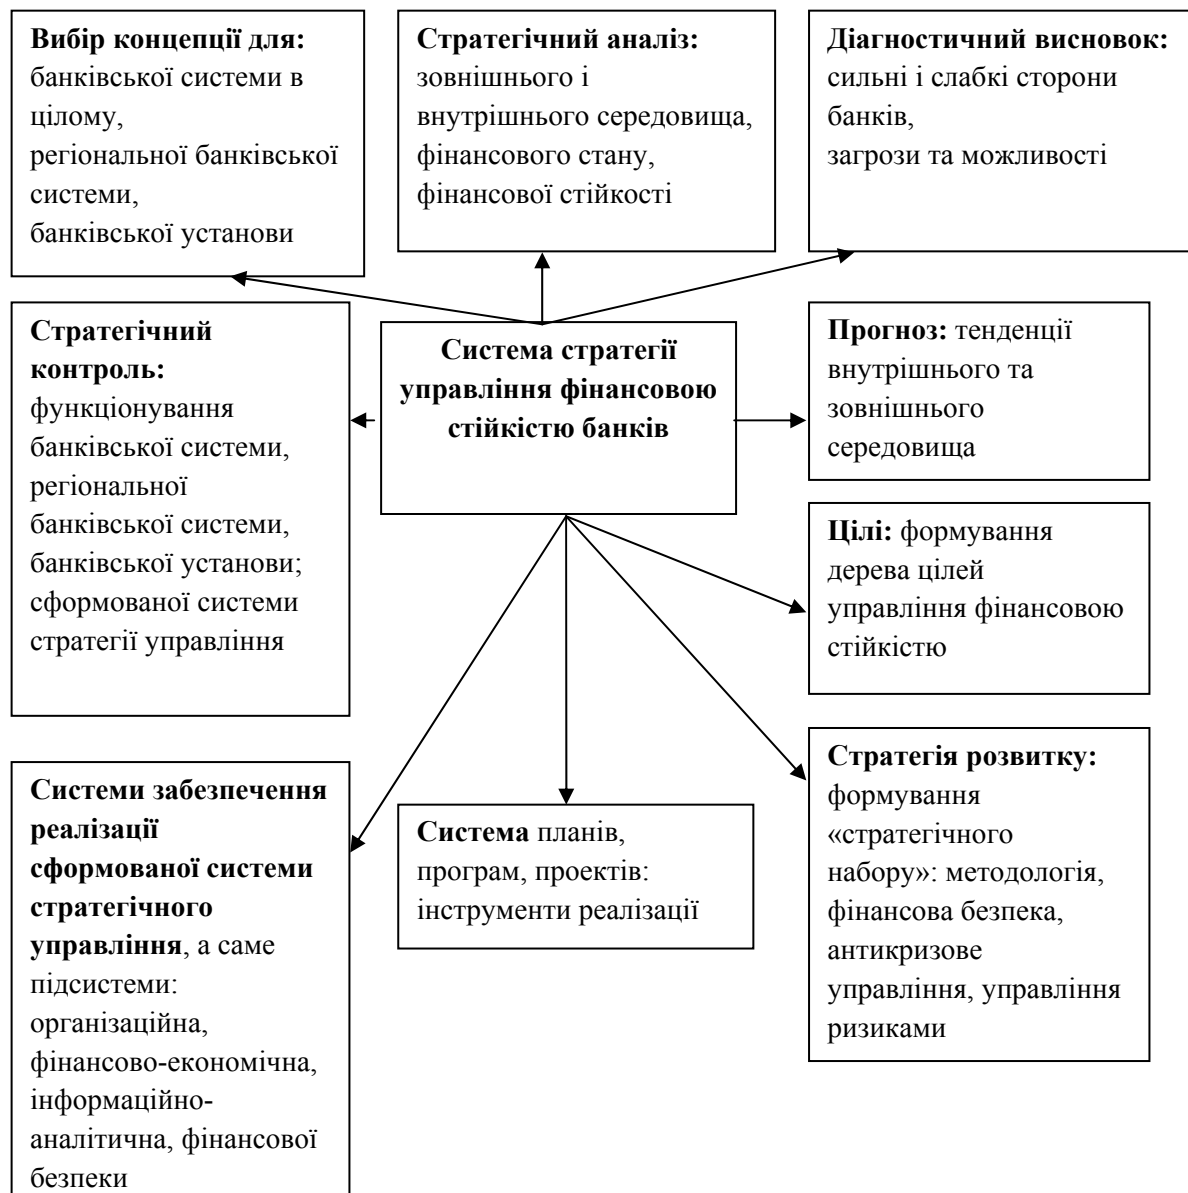 Вибір концепції для:
банківської системи в
цілому,
регіональної банківської
системи,
банківської установи
Стратегічний аналіз:
зовнішнього і
внутрішнього середовища,
фінансового стану,
фінансової стійкості
Діагностичний висновок:
сильні і слабкі сторони
банків,
загрози та можливості
Стратегічний
контроль:
функціонування
банківської системи,
регіональної
банківської системи,
банківської установи;
сформованої системи
стратегії управління
Система стратегії
управління фінансовою
стійкістю банків
Прогноз: тенденції
внутрішнього та
зовнішнього
середовища
Цілі: формування
дерева цілей
управління фінансовою
стійкістю
Системи забезпечення
реалізації
сформованої системи
стратегічного
управління, а саме
підсистеми:
організаційна,
фінансово-економічна,
інформаційно-
аналітична, фінансової
безпеки
Система планів,
програм, проектів:
інструменти реалізації
Стратегія розвитку:
формування
«стратегічного
набору»: методологія,
фінансова безпека,
антикризове
управління, управління
ризиками